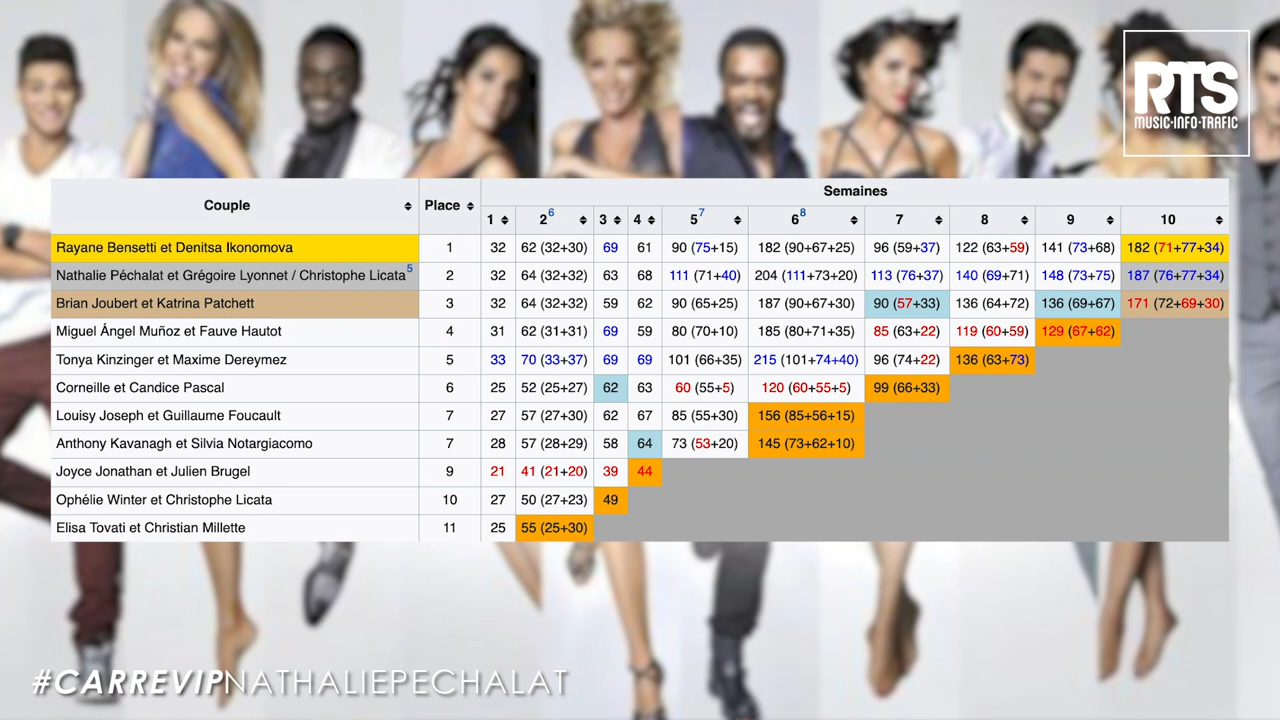 RTS
MUSIC·INFO·TRAFIC
Couple Place Semaines
1 2⁶ 3 4 5⁷ 6⁸ 7 8 9 10
Rayane Bensetti et Denitsa Ikonomova 1 32 62 (32+30) 69 61 90 (75+15) 182 (90+67+25) 96 (59+37) 122 (63+59) 141 (73+68) 182 (71+77+34)
Nathalie Péchalat et Grégoire Lyonnet / Christophe Licata⁵ 2 32 64 (32+32) 63 68 111 (71+40) 204 (111+73+20) 113 (76+37) 140 (69+71) 148 (73+75) 187 (76+77+34)
Brian Joubert et Katrina Patchett 3 32 64 (32+32) 59 62 90 (65+25) 187 (90+67+30) 90 (57+33) 136 (64+72) 136 (69+67) 171 (72+69+30)
Miguel Ángel Muñoz et Fauve Hautot 4 31 62 (31+31) 69 59 80 (70+10) 185 (80+71+35) 85 (63+22) 119 (60+59) 129 (67+62)
Tonya Kinzinger et Maxime Dereymez 5 33 70 (33+37) 69 69 101 (66+35) 215 (101+74+40) 96 (74+22) 136 (63+73)
Corneille et Candice Pascal 6 25 52 (25+27) 62 63 60 (55+5) 120 (60+55+5) 99 (66+33)
Louisy Joseph et Guillaume Foucault 7 27 57 (27+30) 62 67 85 (55+30) 156 (85+56+15)
Anthony Kavanagh et Silvia Notargiacomo 7 28 57 (28+29) 58 64 73 (53+20) 145 (73+62+10)
Joyce Jonathan et Julien Brugel 9 21 41 (21+20) 39 44
Ophélie Winter et Christophe Licata 10 27 50 (27+23) 49
Elisa Tovati et Christian Millette 11 25 55 (25+30)
#CARREVIPNATHALIEPECHALAT